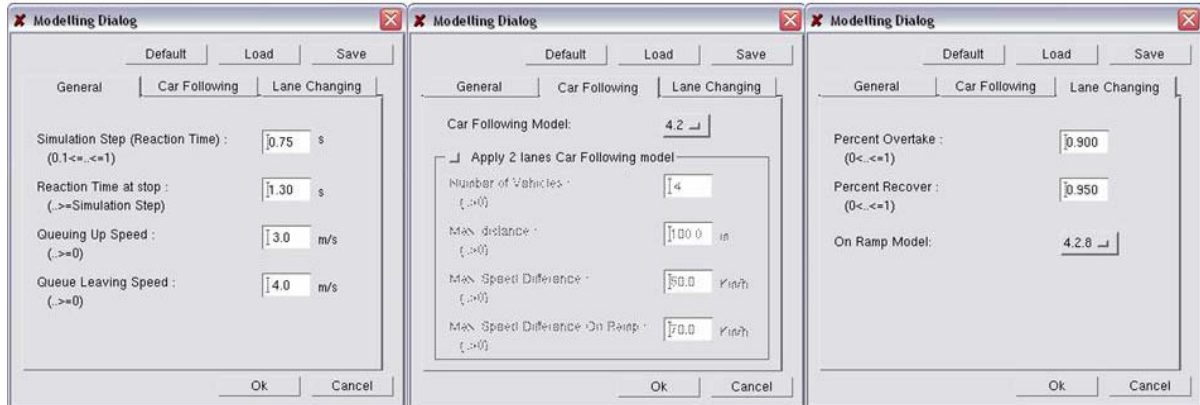 Modelling Dialog
Default Load Save
General Car Following Lane Changing
Simulation Step (Reaction Time) : 0.75 s
(0.1<=..<=1)
Reaction Time at stop : 1.30 s
(..>=Simulation Step)
Queuing Up Speed : 3.0 m/s
(..>=0)
Queue Leaving Speed : 4.0 m/s
(..>=0)
Ok Cancel
Modelling Dialog
Default Load Save
General Car Following Lane Changing
Car Following Model: 4.2
Apply 2 lanes Car Following model
Number of Vehicles : 4
(..>0)
Max. distance : 100.0 m
(..>0)
Max. Speed Difference : 50.0 Km/h
(..>0)
Max. Speed Difference On Ramp : 70.0 Km/h
(..>0)
Ok Cancel
Modelling Dialog
Default Load Save
General Car Following Lane Changing
Percent Overtake : 0.900
(0<..<=1)
Percent Recover : 0.950
(0<..<=1)
On Ramp Model: 4.2.8
Ok Cancel